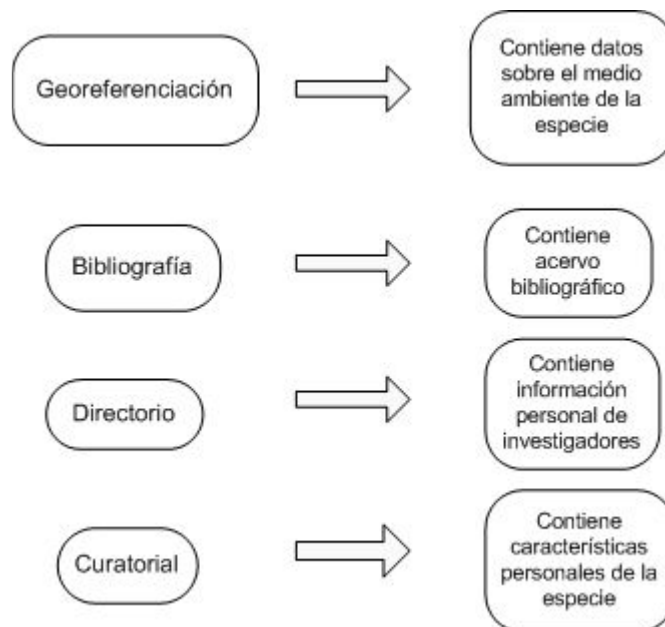 Georeferenciación
Contiene datos
sobre el medio
ambiente de la
especie
Bibliografía
Contiene
acervo
bibliográfico
Directorio
Contiene
información
personal de
investigadores
Curatorial
Contiene
características
personales de la
especie